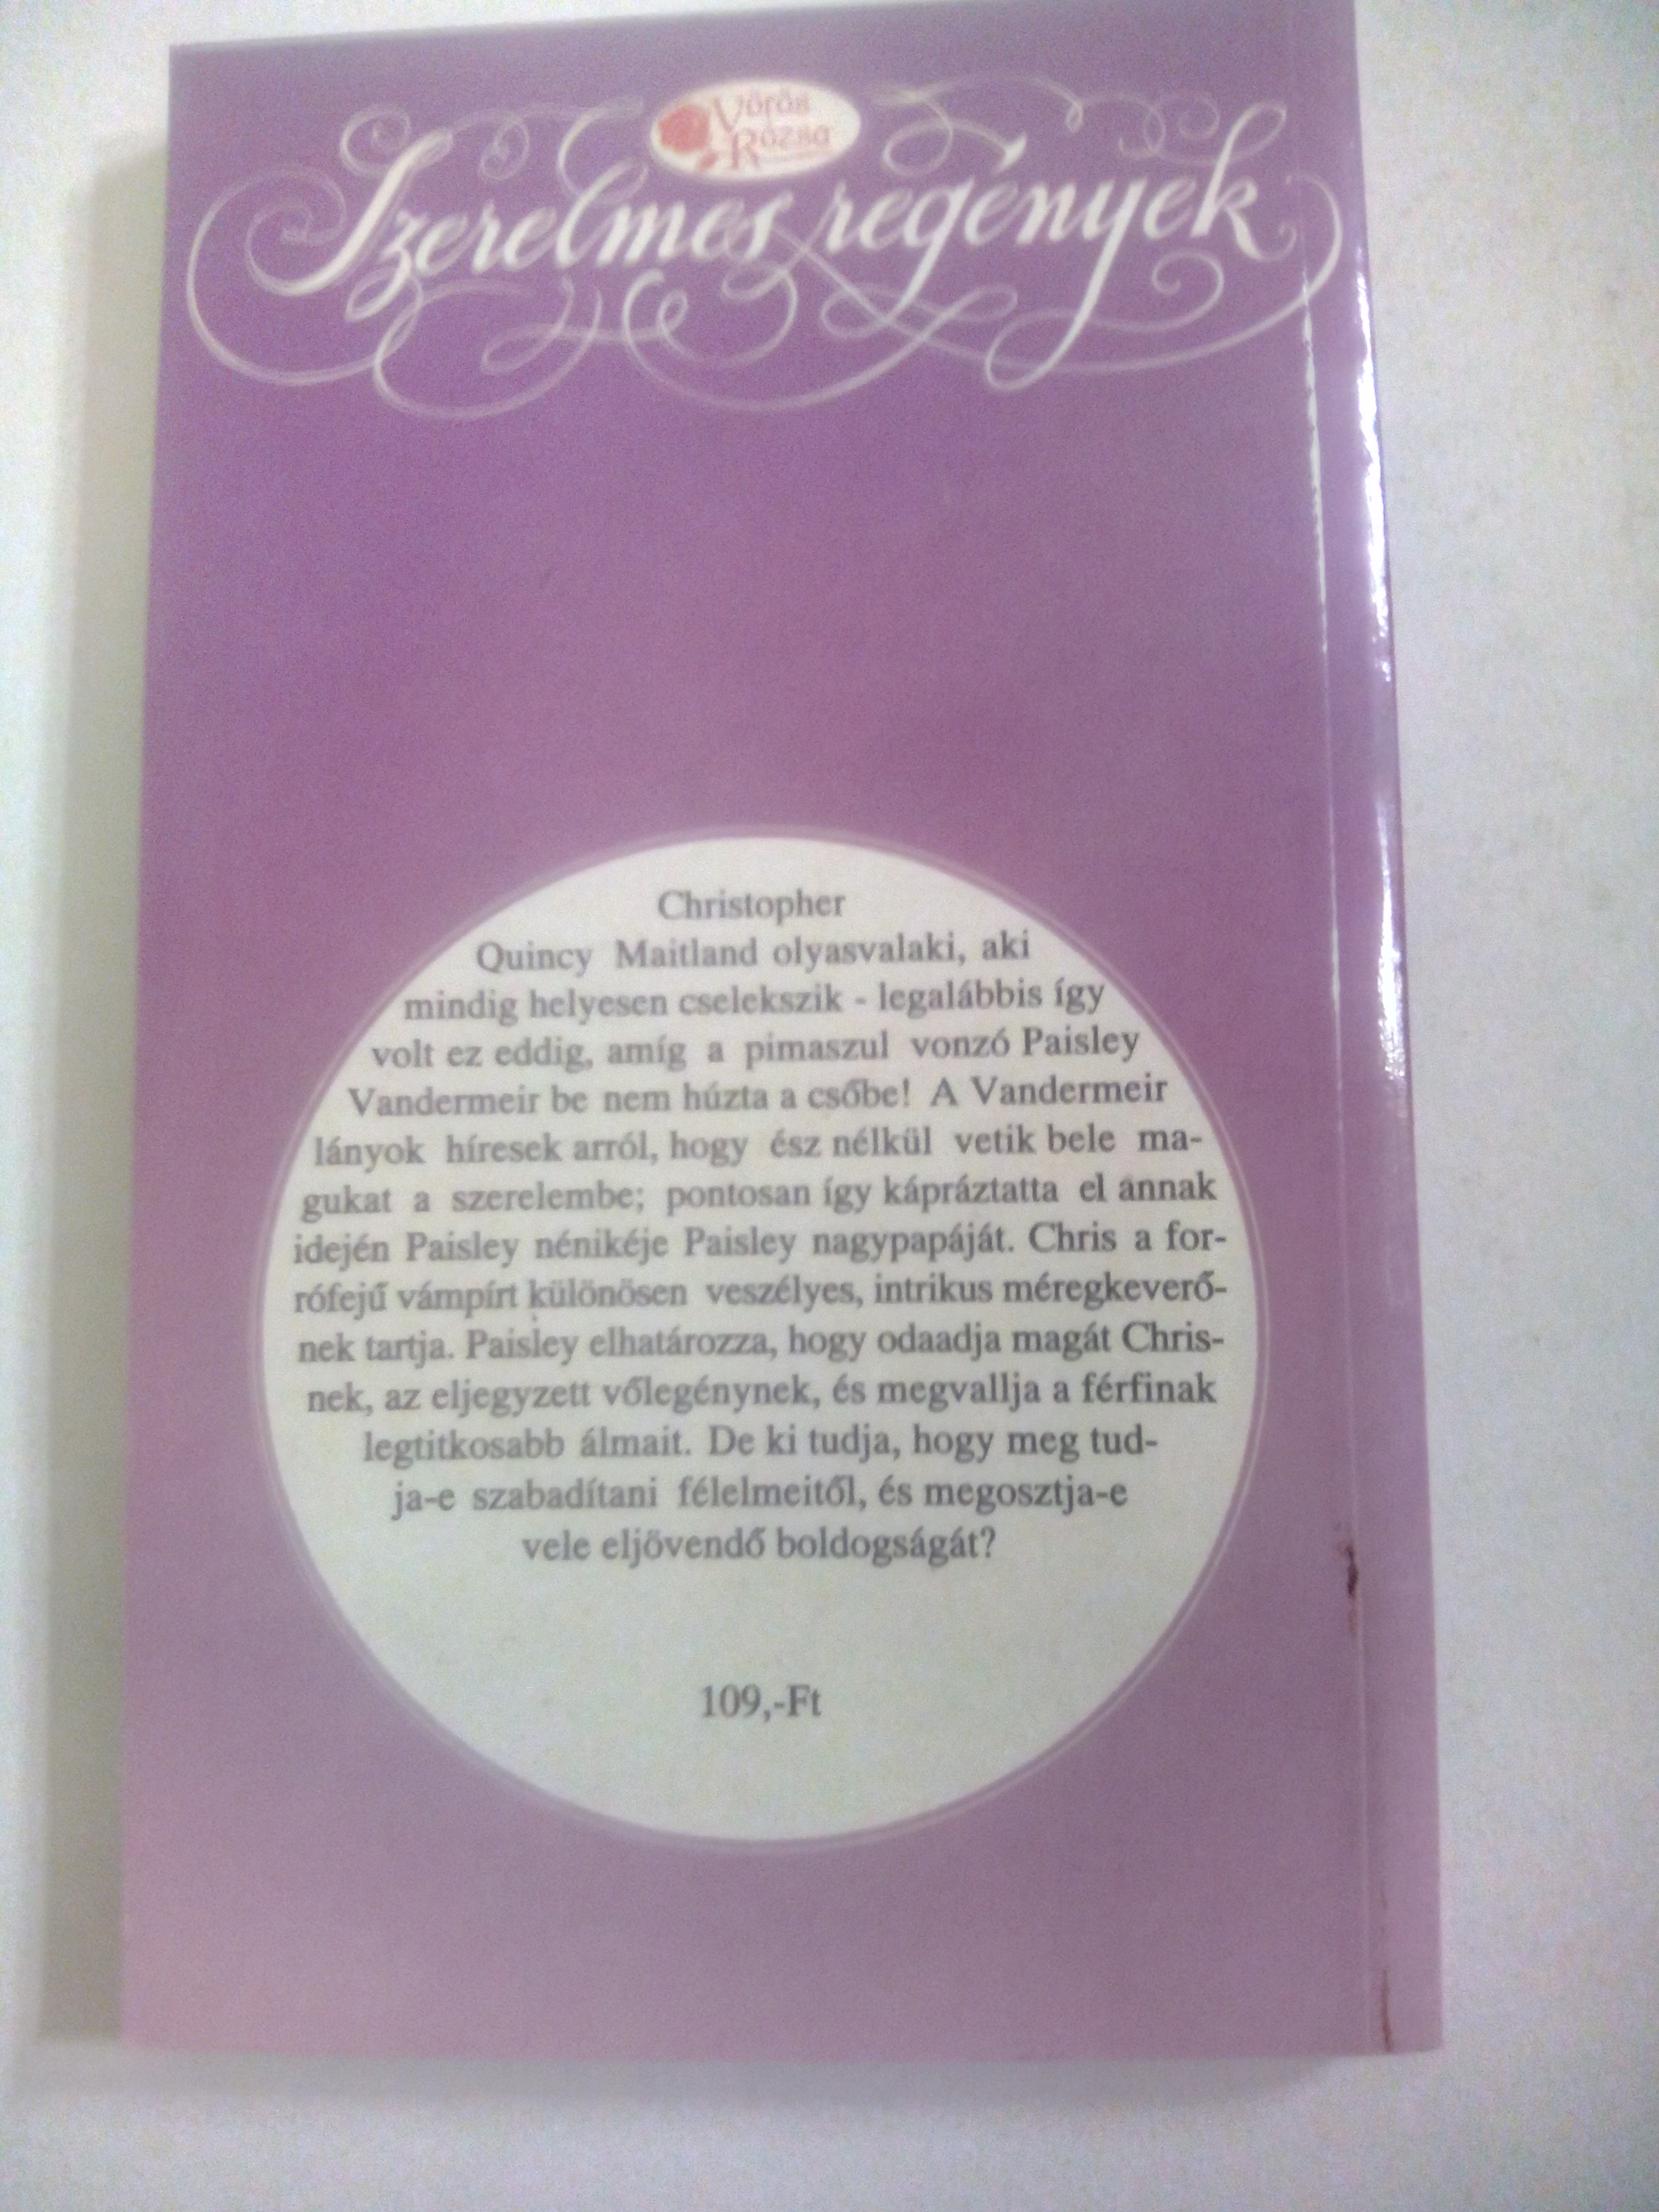 Vörös
Rózsa
Szerelmes regények
Christopher
Quincy Maitland olyasvalaki, aki
mindig helyesen cselekszik - legalábbis így
volt ez eddig, amíg a pimaszul vonzó Paisley
Vandermeir be nem húzta a csőbe! A Vandermeir
lányok híresek arról, hogy ész nélkül vetik bele ma-
gukat a szerelembe; pontosan így kápráztatta el annak
idején Paisley nénikéje Paisley nagypapáját. Chris a for-
rófejű vámpírt különösen veszélyes, intrikus méregkeverő-
nek tartja. Paisley elhatározza, hogy odaadja magát Chris-
nek, az eljegyzett vőlegénynek, és megvallja a férfinak
legtitkosabb álmait. De ki tudja, hogy meg tud-
ja-e szabadítani félelmeitől, és megosztja-e
vele eljövendő boldogságát?
109,-Ft